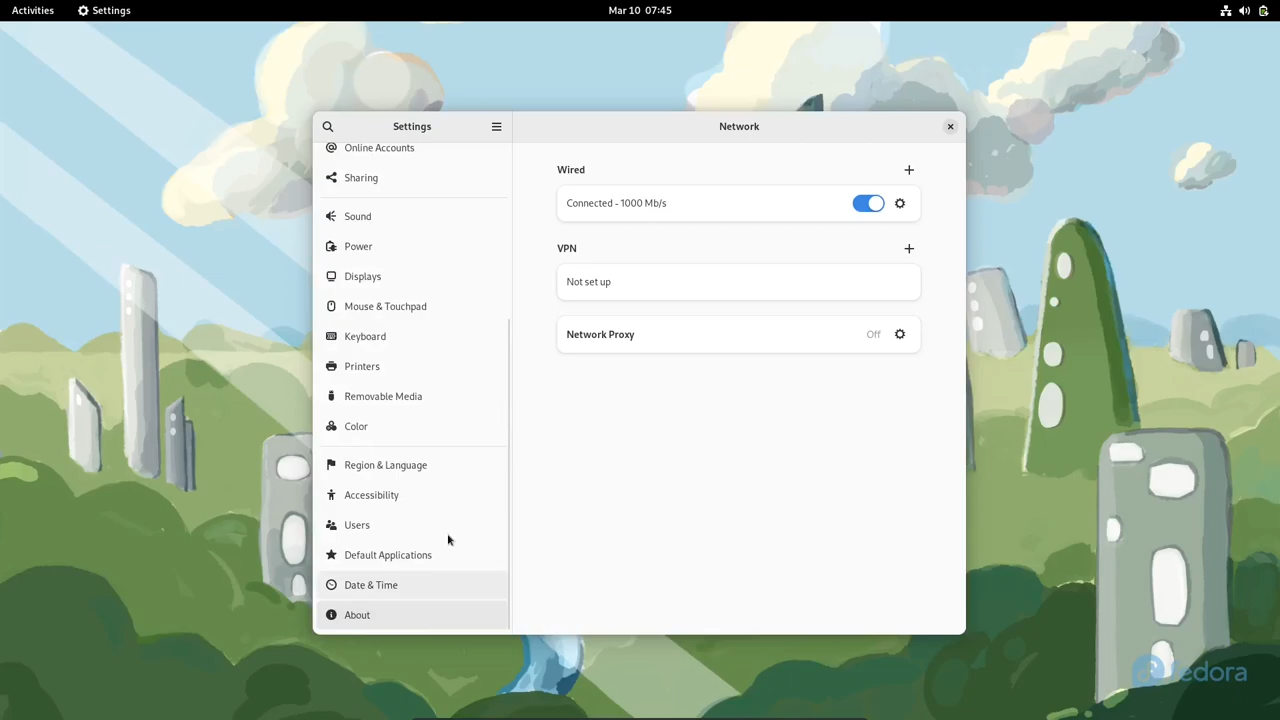 Activities
Settings
Mar 10 07:45
Settings
Network
Online Accounts
Sharing
Sound
Power
Displays
Mouse & Touchpad
Keyboard
Printers
Removable Media
Color
Region & Language
Accessibility
Users
Default Applications
Date & Time
About
Wired
Connected - 1000 Mb/s
VPN
Not set up
Network Proxy
Off
fedora